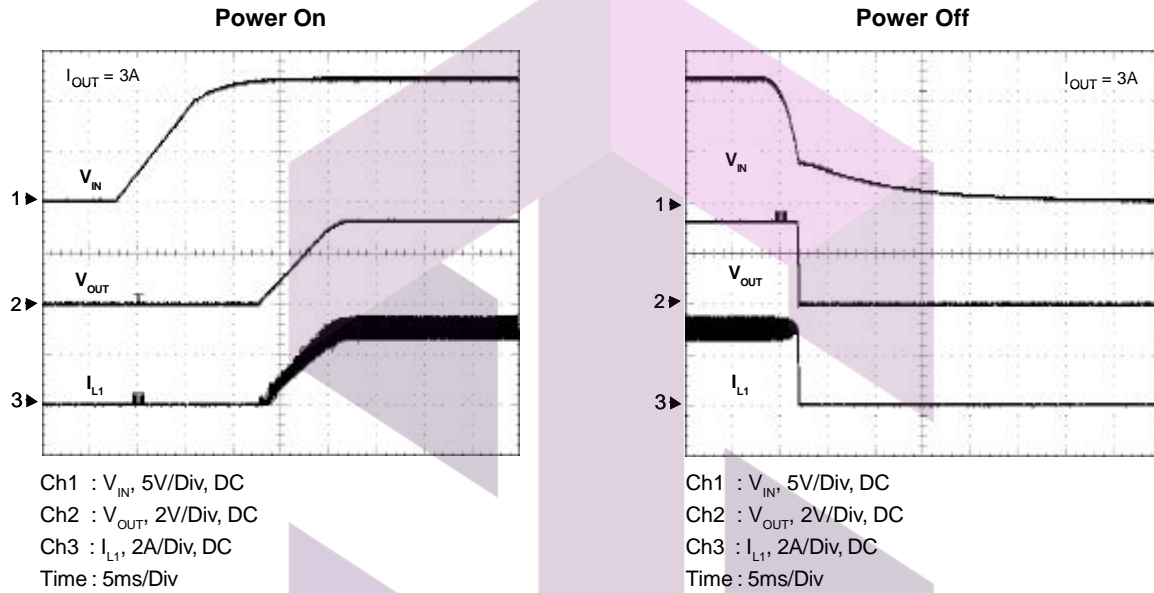 Power On
I_OUT = 3A
V_IN
1
V_OUT
2
I_L1
3
Ch1 : V_IN, 5V/Div, DC
Ch2 : V_OUT, 2V/Div, DC
Ch3 : I_L1, 2A/Div, DC
Time : 5ms/Div
Power Off
I_OUT = 3A
V_IN
1
V_OUT
2
I_L1
3
Ch1 : V_IN, 5V/Div, DC
Ch2 : V_OUT, 2V/Div, DC
Ch3 : I_L1, 2A/Div, DC
Time : 5ms/Div